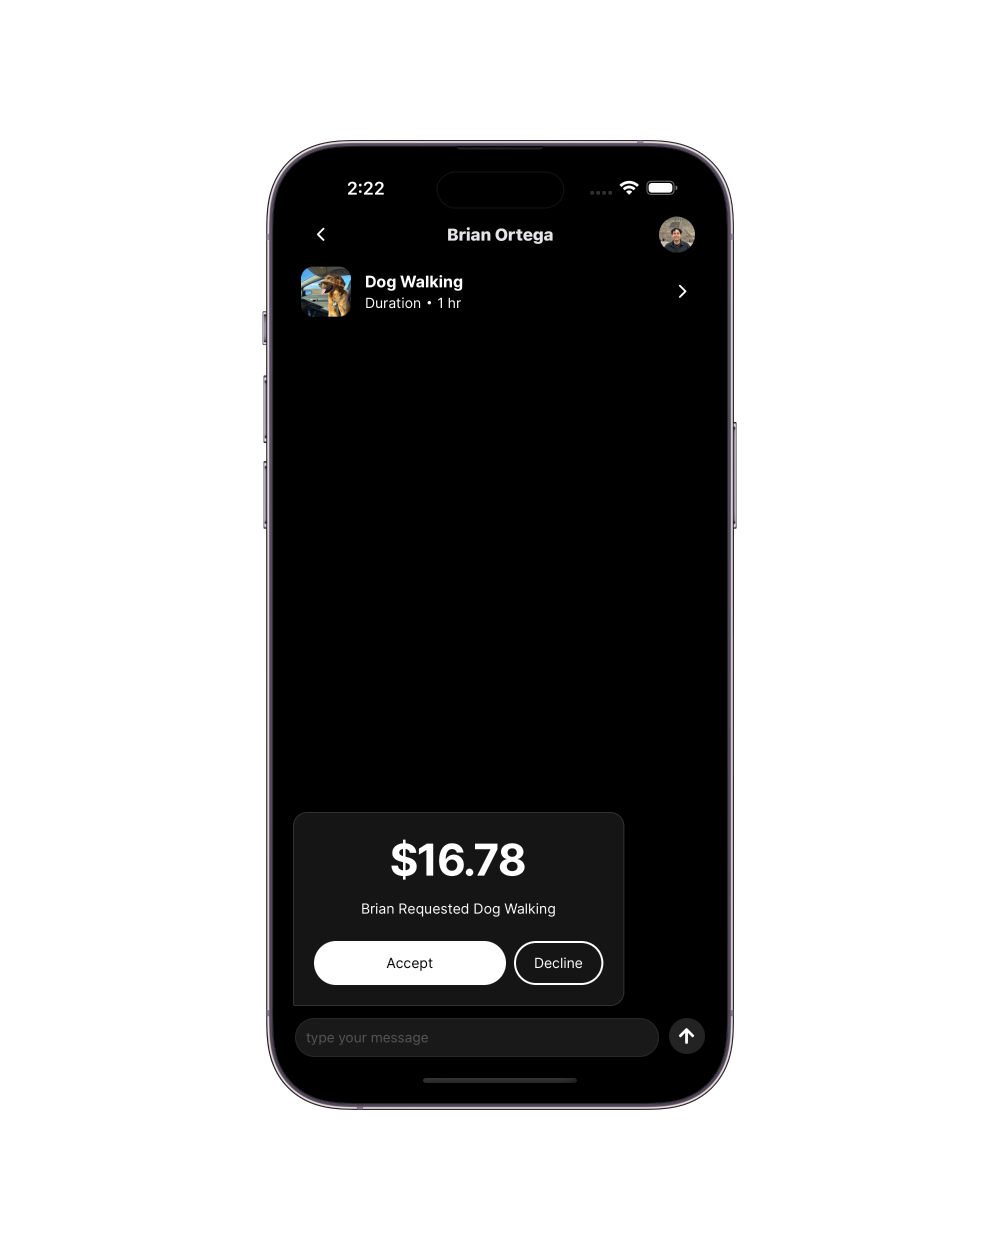 2:22
Brian Ortega
Dog Walking
Duration • 1 hr
$16.78
Brian Requested Dog Walking
Accept
Decline
type your message